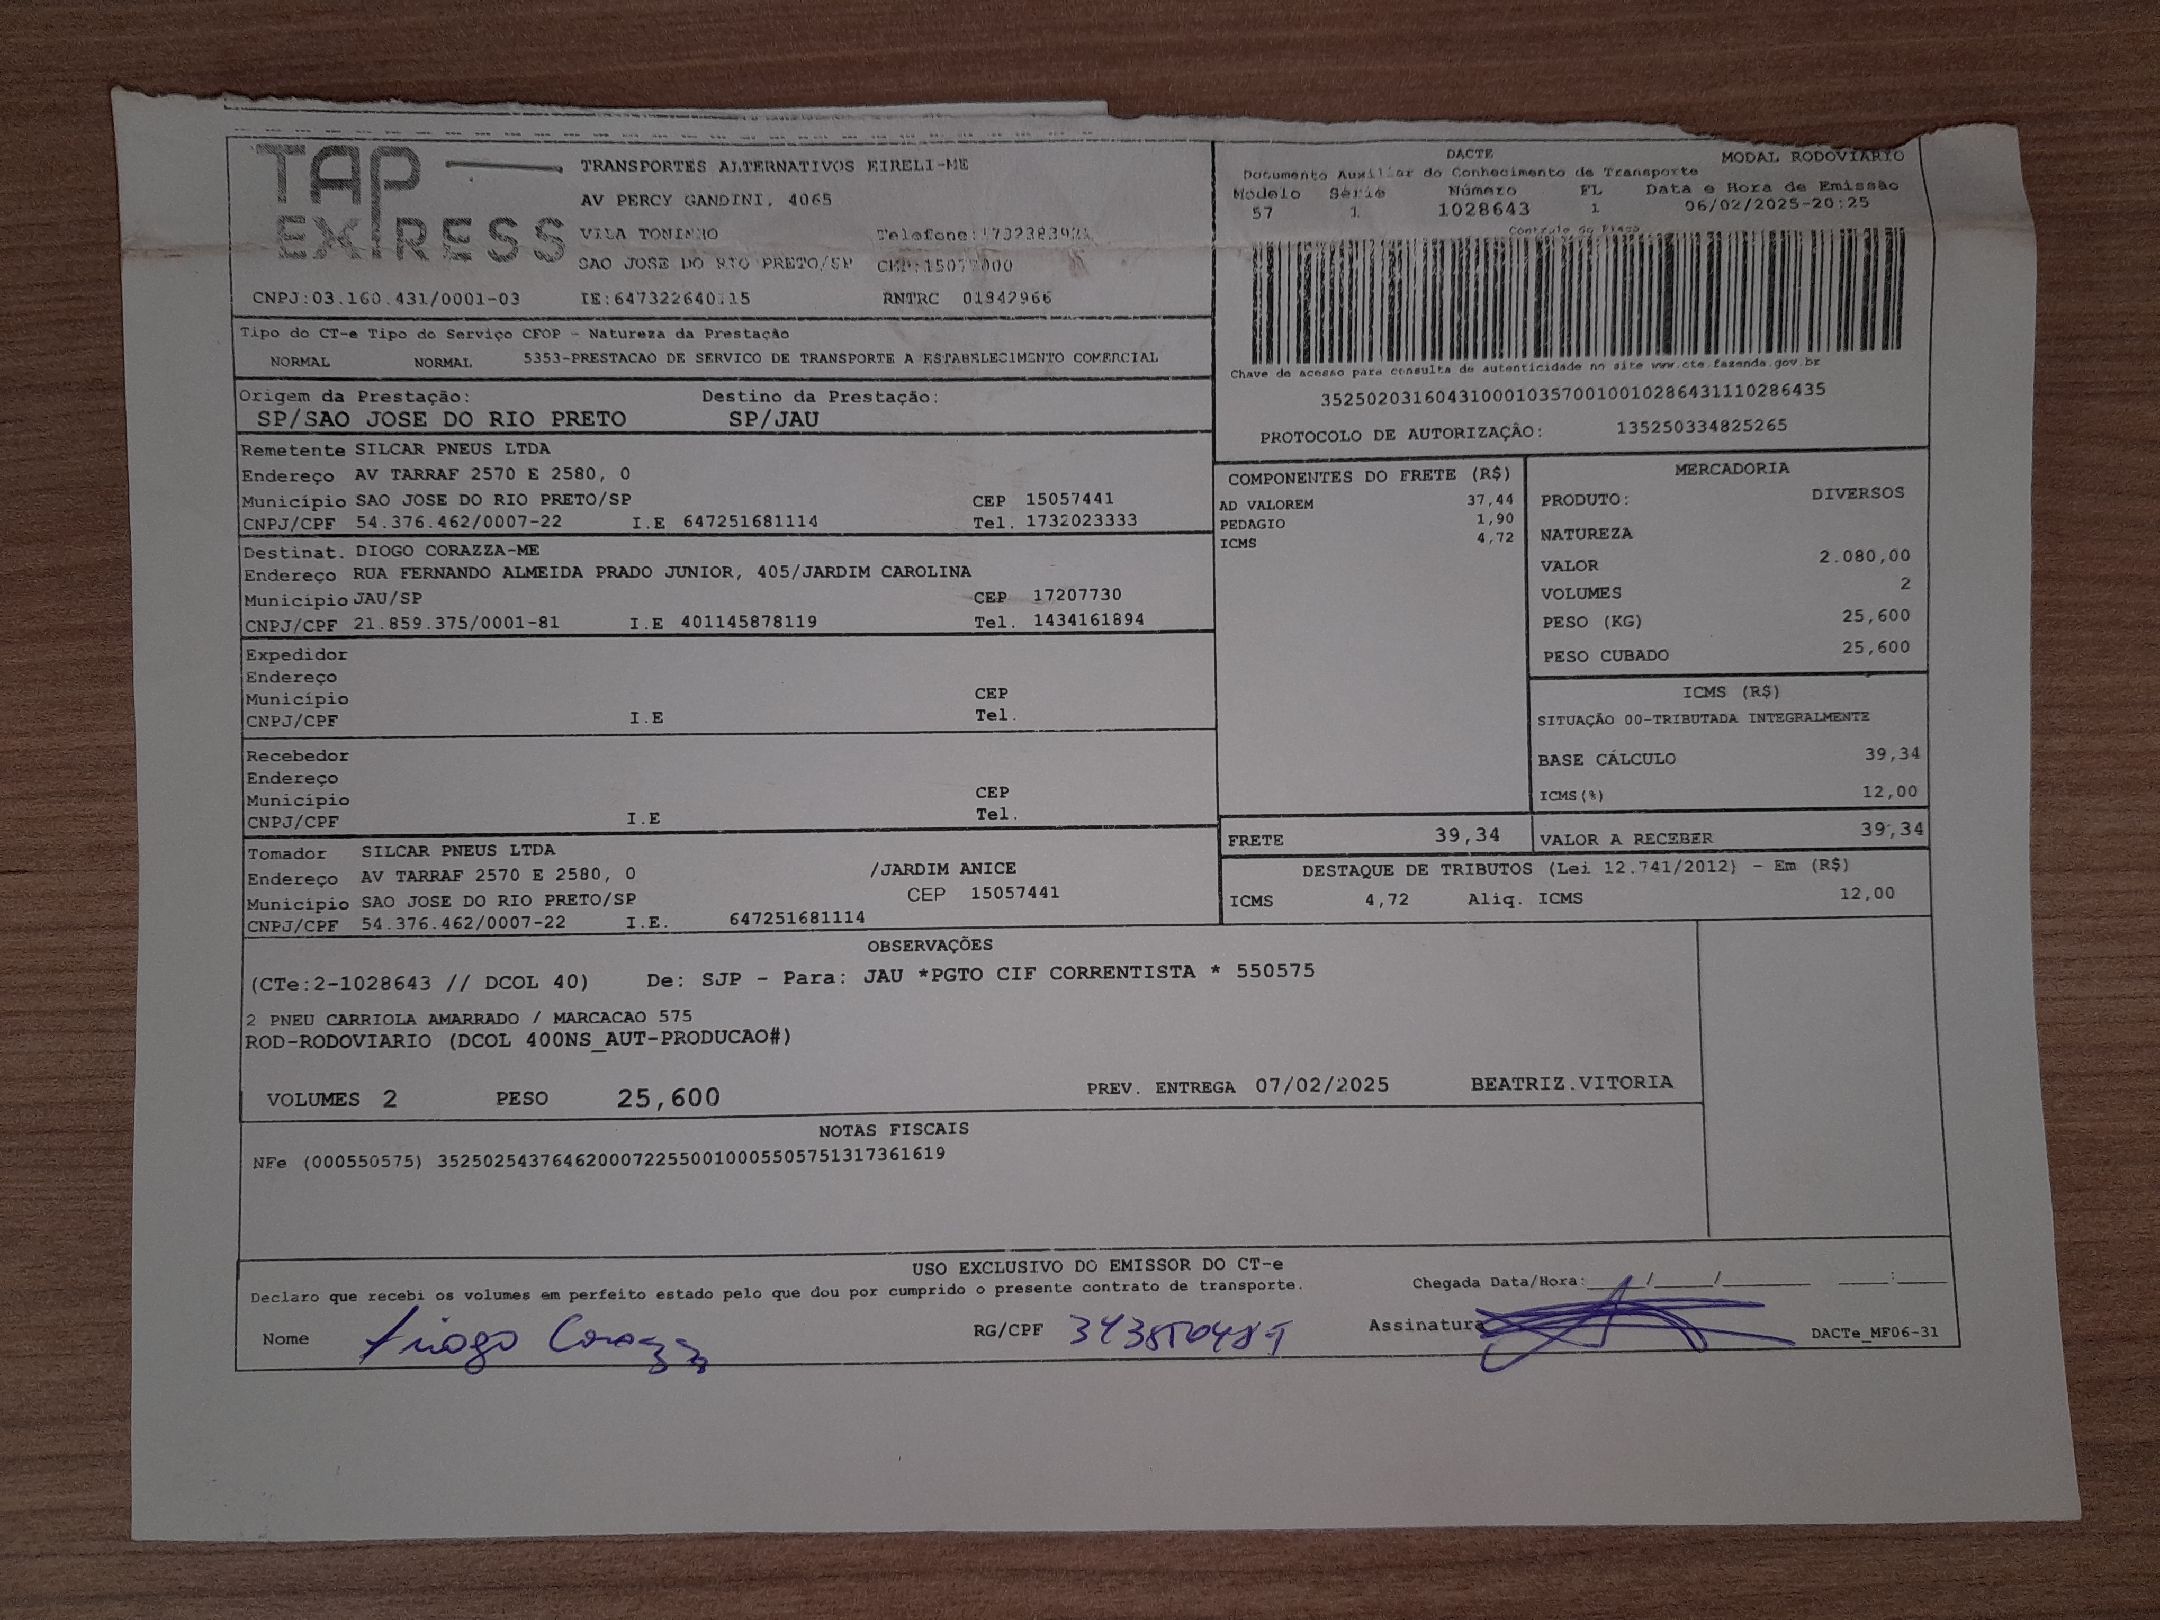 TAP EXPRESS
TRANSPORTES ALTERNATIVOS EIRELI-ME
AV PERCY GANDINI, 4065
VILA TONINHO Telefone:
SAO JOSE DO RIO PRETO/SP CEP:15077000
CNPJ:03.160.431/0001-03 IE:647322640115 RNTRC 01842966
DACTE MODAL RODOVIÁRIO
Documento Auxiliar do Conhecimento de Transporte
Modelo Série Número FL Data e Hora de Emissão
57 1 1028643 1 06/02/2025-20:25
Controle do Fisco
Chave de acesso para consulta de autenticidade no site www.cte.fazenda.gov.br
35250203160431000103570010010286431110286435
PROTOCOLO DE AUTORIZAÇÃO: 135250334825265
Tipo do CT-e Tipo do Serviço CFOP - Natureza da Prestação
NORMAL NORMAL 5353-PRESTACAO DE SERVICO DE TRANSPORTE A ESTABELECIMENTO COMERCIAL
Origem da Prestação: Destino da Prestação:
SP/SAO JOSE DO RIO PRETO SP/JAU
Remetente SILCAR PNEUS LTDA
Endereço AV TARRAF 2570 E 2580, 0
Município SAO JOSE DO RIO PRETO/SP CEP 15057441
CNPJ/CPF 54.376.462/0007-22 I.E 647251681114 Tel. 1732023333
Destinat. DIOGO CORAZZA-ME
Endereço RUA FERNANDO ALMEIDA PRADO JUNIOR, 405/JARDIM CAROLINA
Município JAU/SP CEP 17207730
CNPJ/CPF 21.859.375/0001-81 I.E 401145878119 Tel. 1434161894
Expedidor
Endereço
Município CEP
CNPJ/CPF I.E Tel.
Recebedor
Endereço
Município CEP
CNPJ/CPF I.E Tel.
Tomador SILCAR PNEUS LTDA
Endereço AV TARRAF 2570 E 2580, 0 /JARDIM ANICE
Município SAO JOSE DO RIO PRETO/SP CEP 15057441
CNPJ/CPF 54.376.462/0007-22 I.E. 647251681114
COMPONENTES DO FRETE (R$)
AD VALOREM 37,44
PEDAGIO 1,90
ICMS 4,72
MERCADORIA
PRODUTO: DIVERSOS
NATUREZA
VALOR 2.080,00
VOLUMES 2
PESO (KG) 25,600
PESO CUBADO 25,600
ICMS (R$)
SITUAÇÃO 00-TRIBUTADA INTEGRALMENTE
BASE CÁLCULO 39,34
ICMS(%) 12,00
FRETE 39,34 VALOR A RECEBER 39,34
DESTAQUE DE TRIBUTOS (Lei 12.741/2012) - Em (R$)
ICMS 4,72 Aliq. ICMS 12,00
OBSERVAÇÕES
(CTe:2-1028643 // DCOL 40) De: SJP - Para: JAU *PGTO CIF CORRENTISTA * 550575
2 PNEU CARRIOLA AMARRADO / MARCACAO 575
ROD-RODOVIARIO (DCOL 400NS_AUT-PRODUCAO#)
VOLUMES 2 PESO 25,600 PREV. ENTREGA 07/02/2025 BEATRIZ.VITORIA
NOTAS FISCAIS
NFe (000550575) 35250254376462000722550010005505751317361619
USO EXCLUSIVO DO EMISSOR DO CT-e
Declaro que recebi os volumes em perfeito estado pelo que dou por cumprido o presente contrato de transporte. Chegada Data/Hora: / / :
Nome Corazza RG/CPF Assinatura DACTe_MF06-31